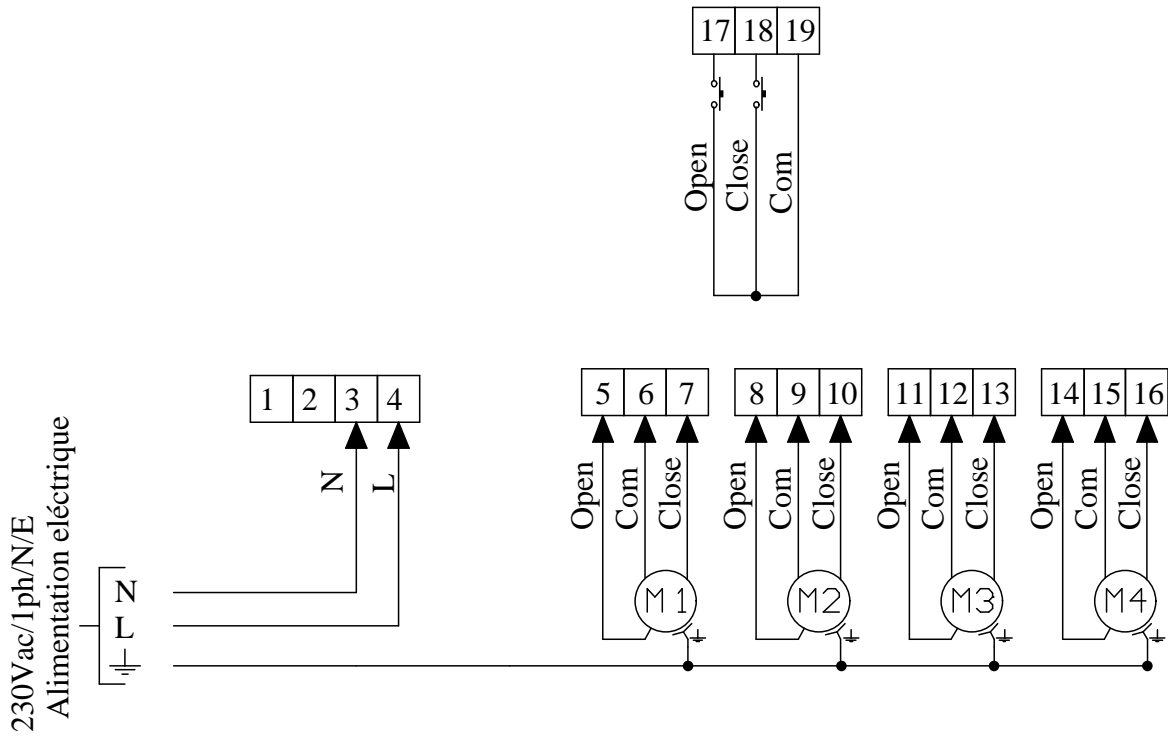 17 18 19
Open
Close
Com
1 2 3 4
5 6 7
8 9 10
11 12 13
14 15 16
N
L
Open
Com
Close
Open
Com
Close
Open
Com
Close
Open
Com
Close
230Vac/1ph/N/E
Alimentation eléctrique
N
L
M1
M2
M3
M4